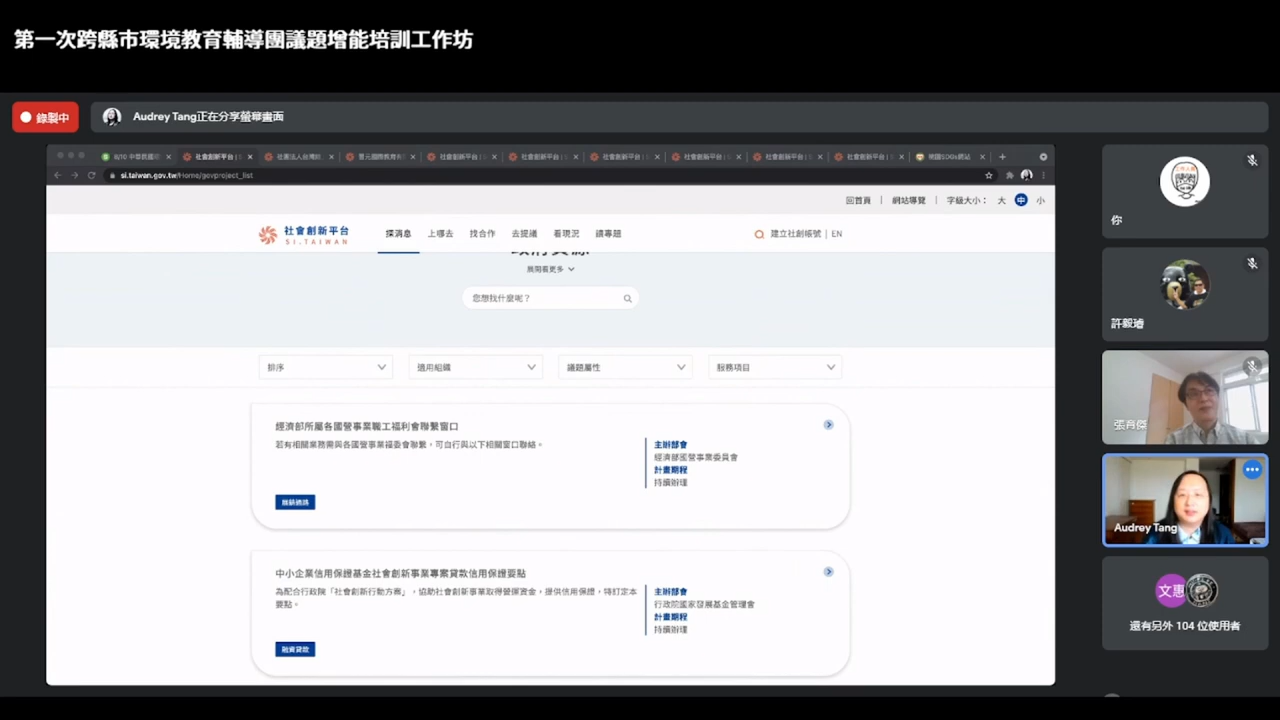 第一次跨縣市環境教育輔導團議題增能培訓工作坊
錄製中
Audrey Tang正在分享螢幕畫面
社會創新平台
si.taiwan.gov.tw/Home/govproject_list
回首頁 | 網站導覽 | 字級大小： 大 中 小
社會創新平台
SI.TAIWAN
探消息 上哪去 找合作 去提議 看現況 讀專題
建立社創帳號 | EN
展開看更多
您想找什麼呢？
排序 適用組織 議題屬性 服務項目
經濟部所屬各國營事業職工福利會聯繫窗口
若有相關業務需與各國營事業福委會聯繫，可自行與以下相關窗口聯絡。
主辦部會
經濟部國營事業委員會
計畫期程
持續辦理
中小企業信用保證基金社會創新事業專案貸款信用保證要點
為配合行政院「社會創新行動方案」，協助社會創新事業取得營運資金，提供信用保證，特訂定本
要點。
主辦部會
行政院國家發展基金管理會
計畫期程
持續辦理
融資貸款
你
許毅璿
張育傑
Audrey Tang
文惠
還有另外 104 位使用者